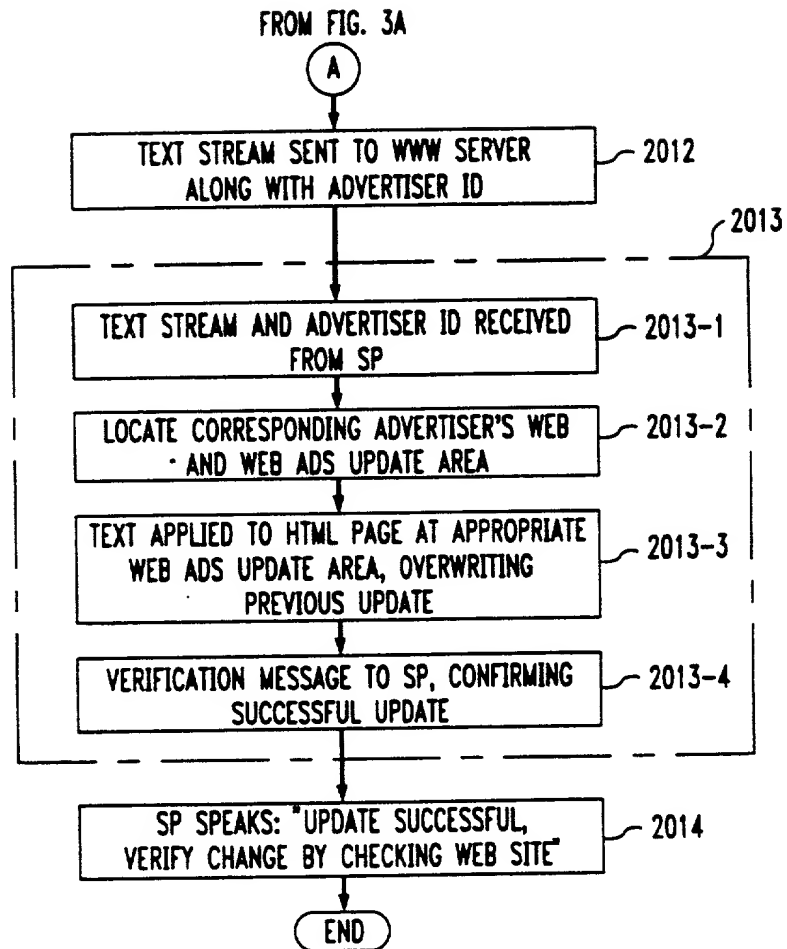 FROM FIG. 3A
A
TEXT STREAM SENT TO WWW SERVER
ALONG WITH ADVERTISER ID
2012
2013
TEXT STREAM AND ADVERTISER ID RECEIVED
FROM SP
2013-1
LOCATE CORRESPONDING ADVERTISER'S WEB
AND WEB ADS UPDATE AREA
2013-2
TEXT APPLIED TO HTML PAGE AT APPROPRIATE
WEB ADS UPDATE AREA, OVERWRITING
PREVIOUS UPDATE
2013-3
VERIFICATION MESSAGE TO SP, CONFIRMING
SUCCESSFUL UPDATE
2013-4
SP SPEAKS: "UPDATE SUCCESSFUL,
VERIFY CHANGE BY CHECKING WEB SITE"
2014
END